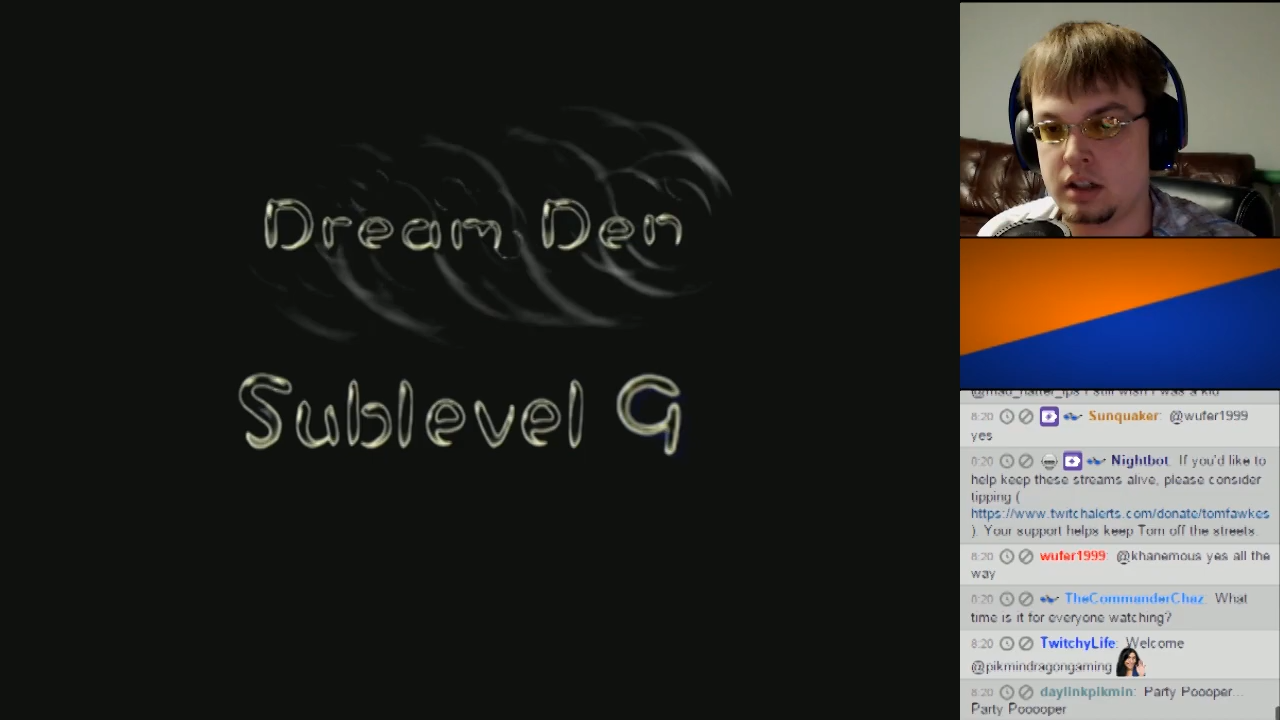 Dream Den
Sublevel 9
8:20 Sunquaker: @wufer1999
yes
8:20 Nightbot: If you'd like to
help keep these streams alive, please consider
tipping (
https://www.twitchalerts.com/donate/tomfawkes
). Your support helps keep Tom off the streets.
8:20 wufer1999: @khanemous yes all the
way
8:20 TheCommanderChaz: What
time is it for everyone watching?
8:20 TwitchyLife: Welcome
@pikmindragongaming
8:20 daylinkpikmin: Party Poooper...
Party Pooooper